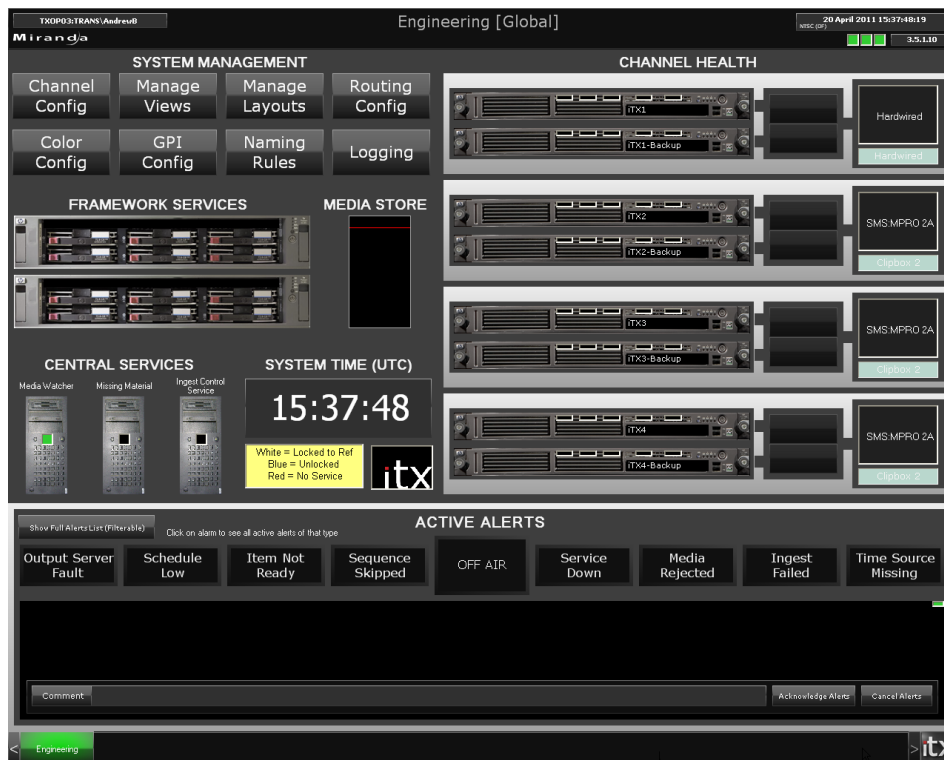 TXOP03:TRANS\AndrewB
Engineering [Global]
20 April 2011 15:37:48:19
NTSC (DF)
Miranda
3.5.1.10
SYSTEM MANAGEMENT
Channel
Config
Manage
Views
Manage
Layouts
Routing
Config
Color
Config
GPI
Config
Naming
Rules
Logging
CHANNEL HEALTH
iTX1
iTX1-Backup
Hardwired
Hardwired
iTX2
iTX2-Backup
SMS:MPRO 2A
Clipbox 2
iTX3
iTX3-Backup
SMS:MPRO 2A
Clipbox 2
iTX4
iTX4-Backup
SMS:MPRO 2A
Clipbox 2
FRAMEWORK SERVICES
MEDIA STORE
CENTRAL SERVICES
Media Watcher
Missing Material
Ingest Control
Service
SYSTEM TIME (UTC)
15:37:48
White = Locked to Ref
Blue = Unlocked
Red = No Service
itx
ACTIVE ALERTS
Show Full Alerts List (Filterable)
Click on alarm to see all active alerts of that type
Output Server
Fault
Schedule
Low
Item Not
Ready
Sequence
Skipped
OFF AIR
Service
Down
Media
Rejected
Ingest
Failed
Time Source
Missing
Comment
Acknowledge Alerts
Cancel Alerts
<
Engineering
>
itx